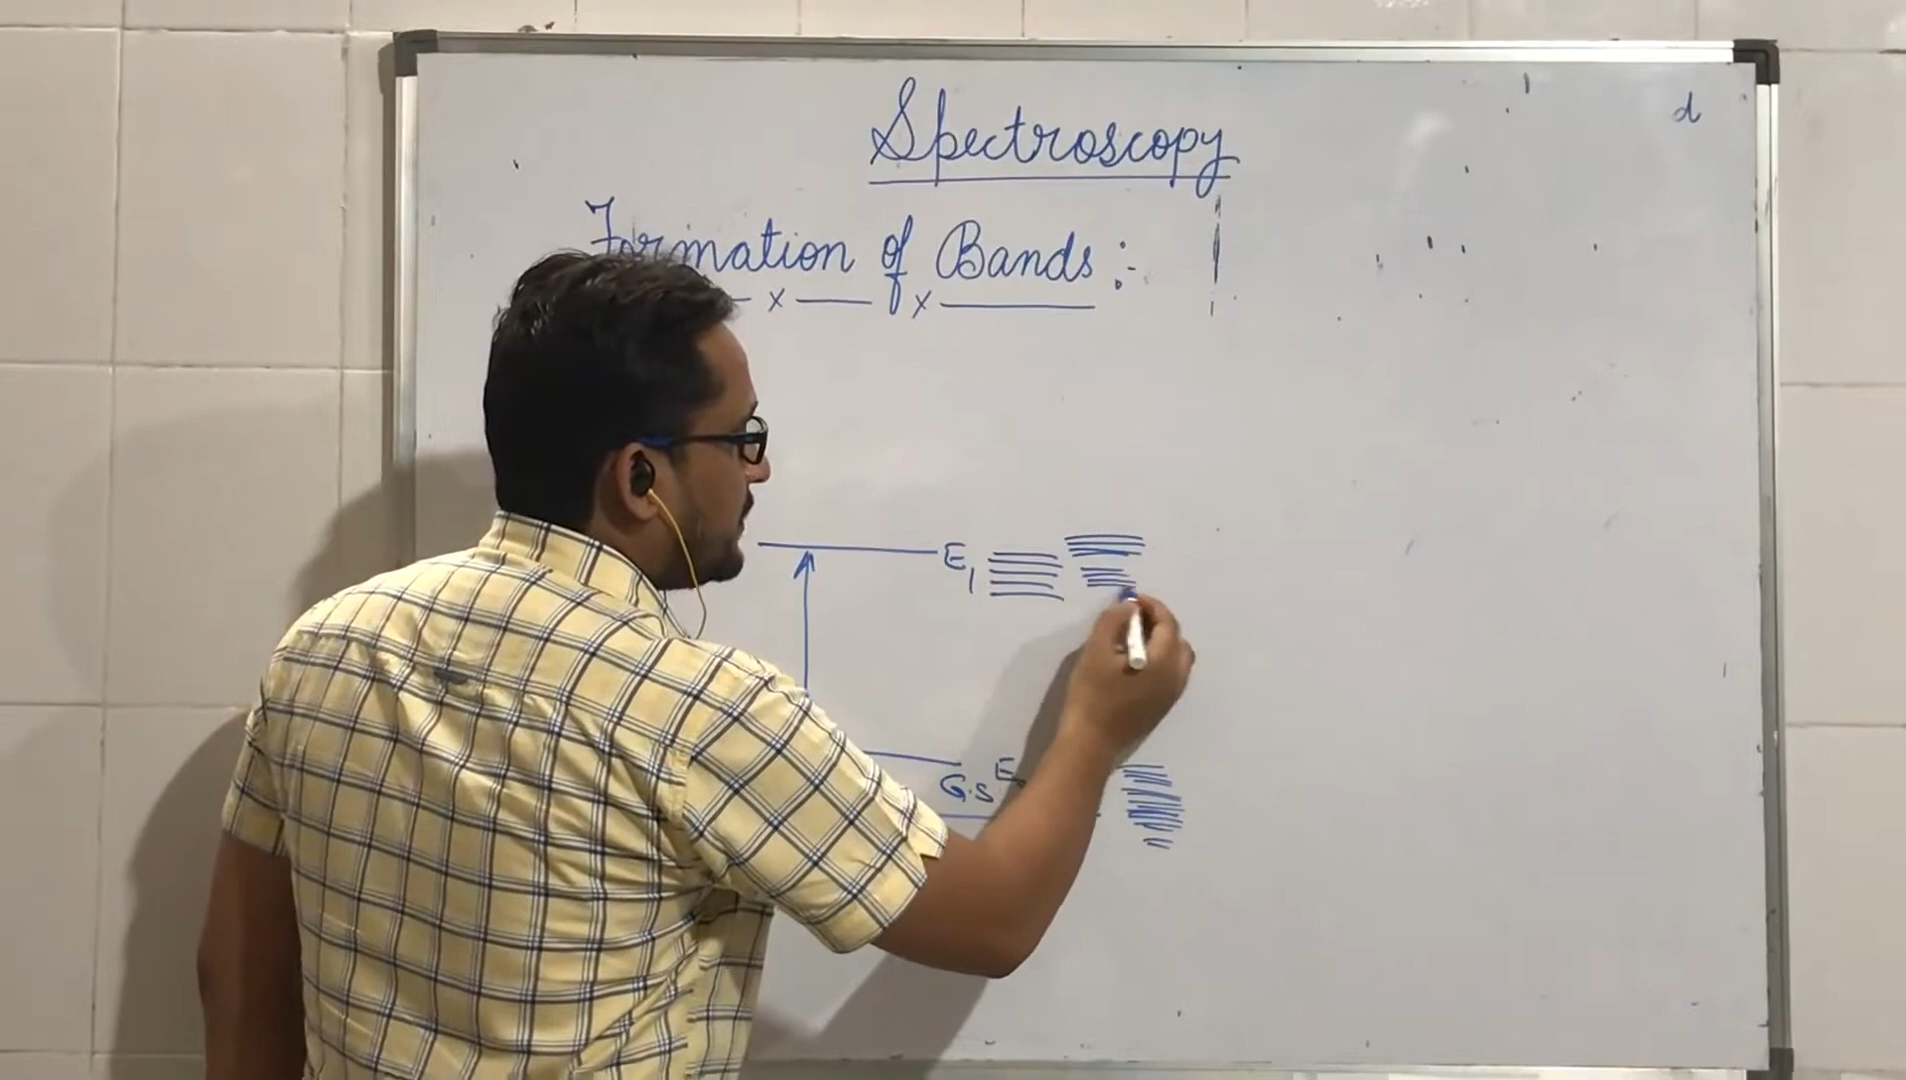 Spectroscopy
Formation of Bands :-
d
E1
G.S E